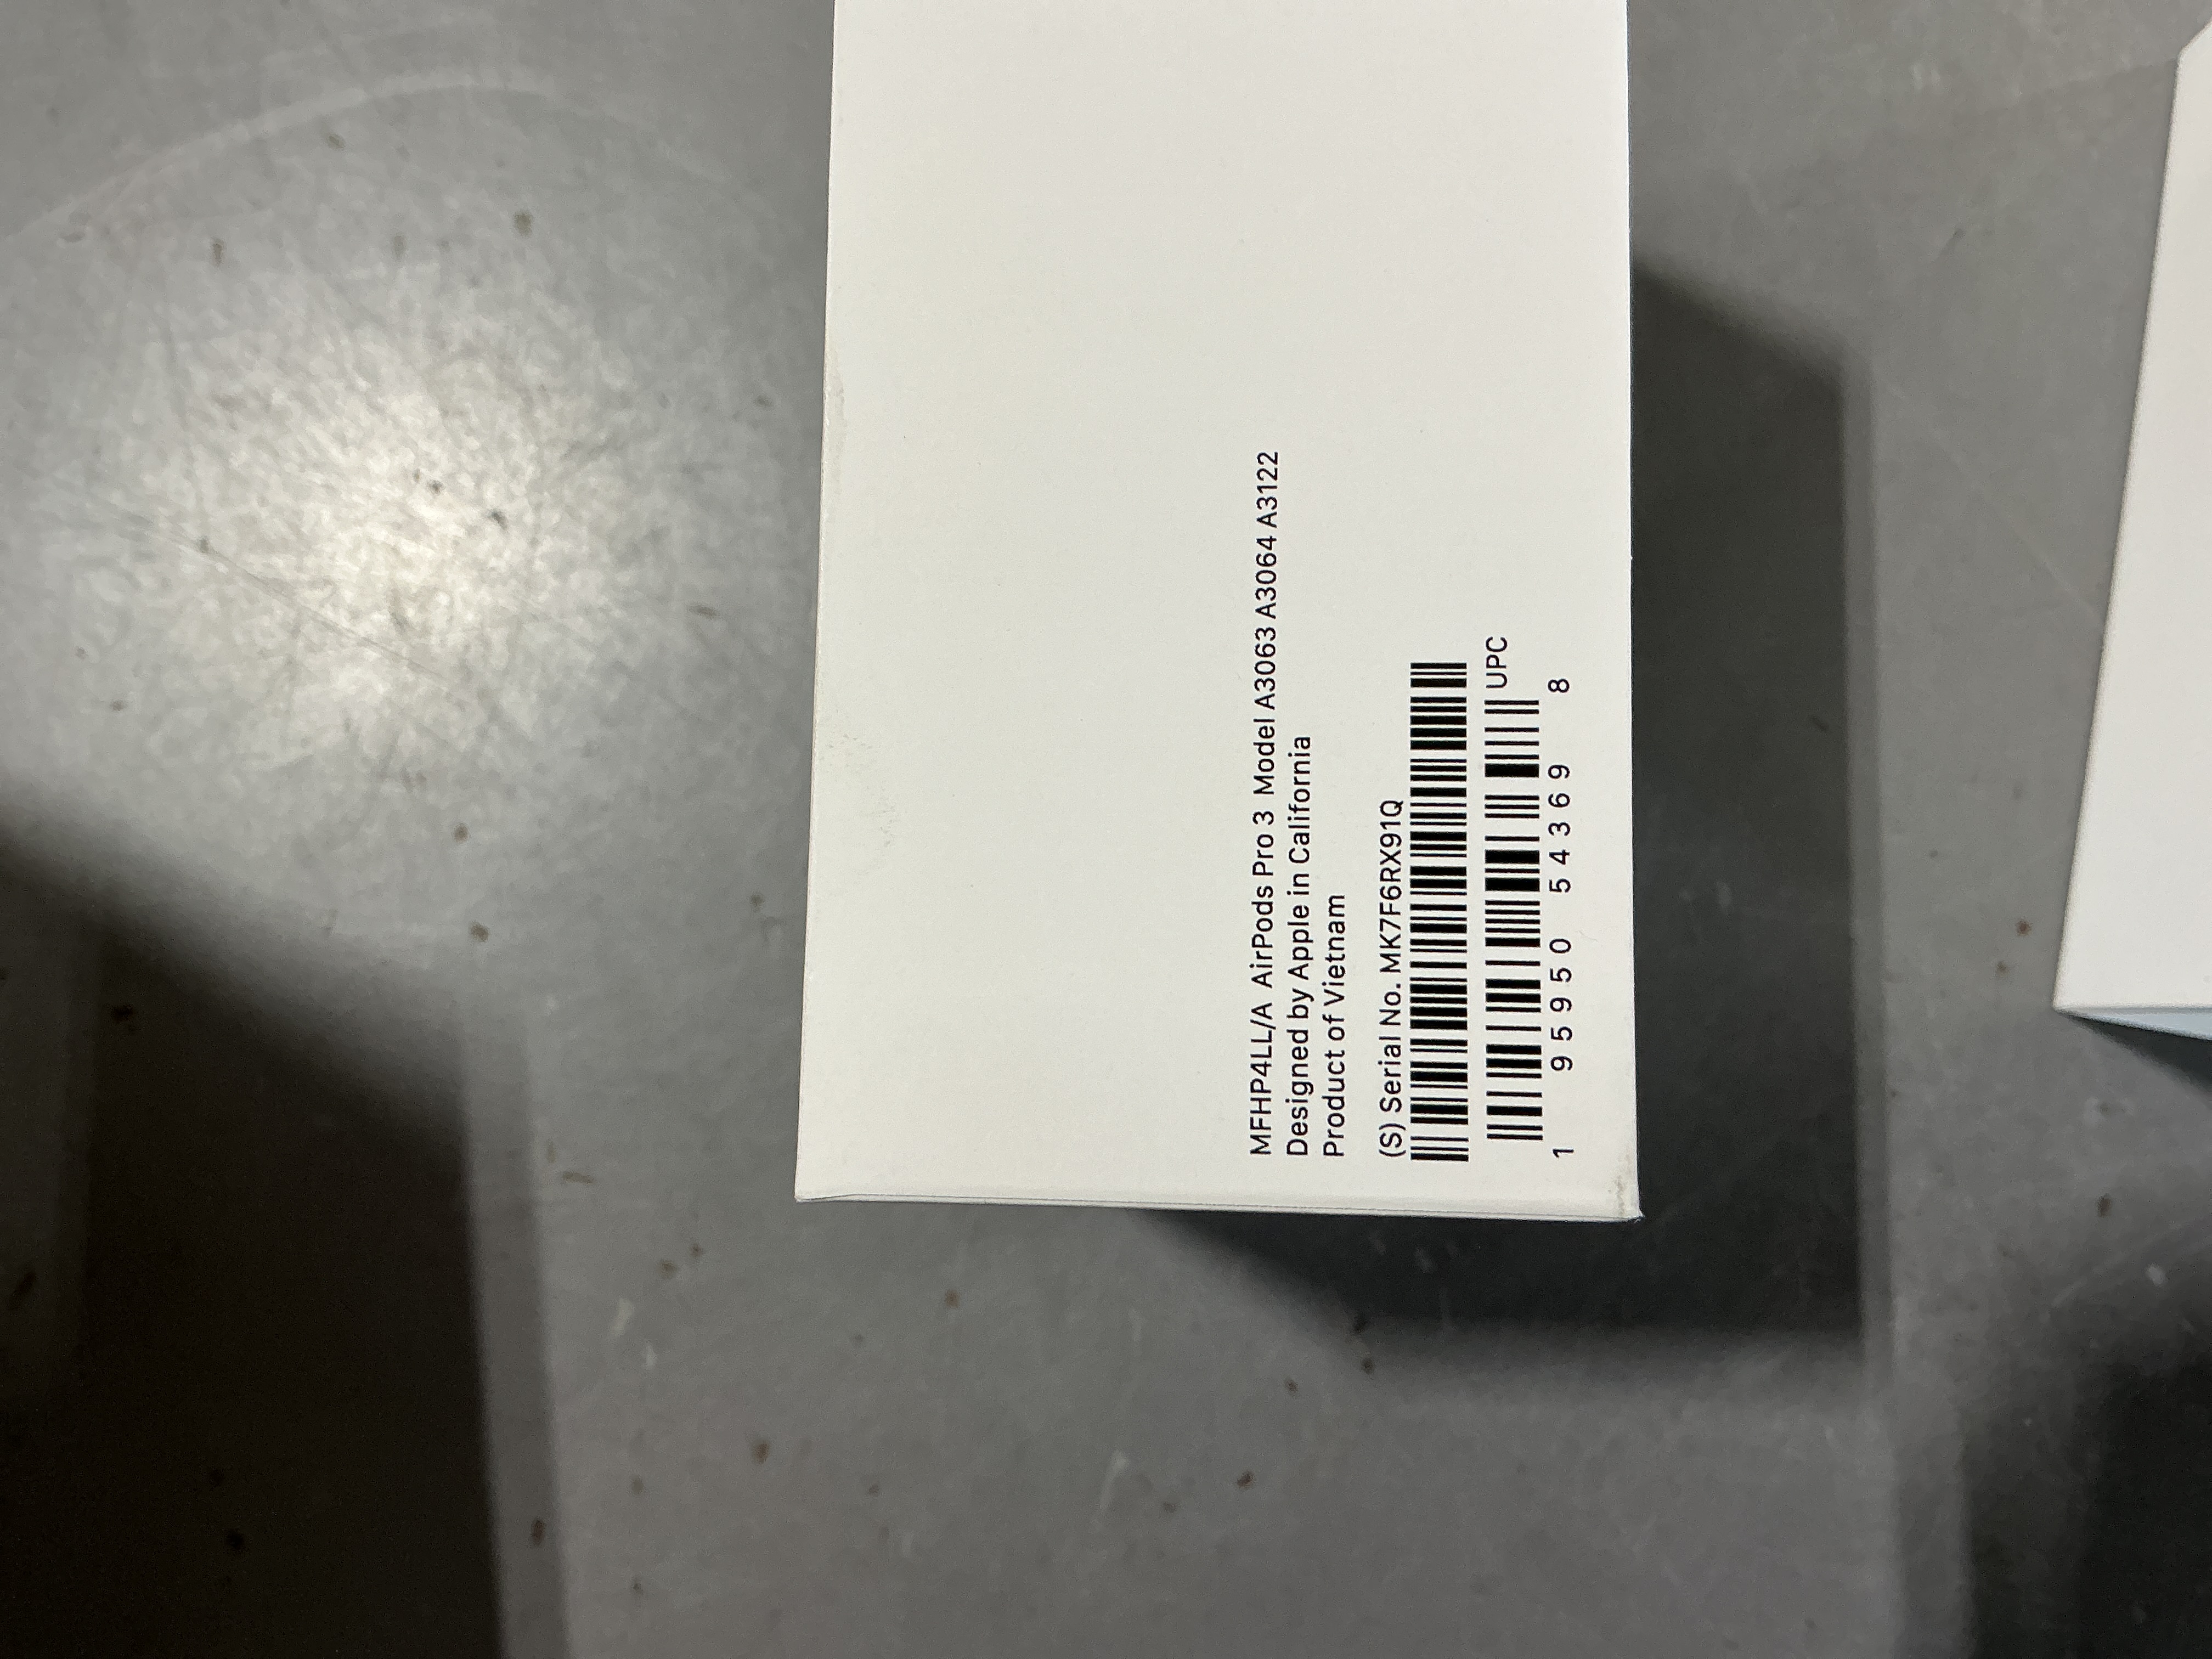 MFHP4LL/A AirPods Pro 3 Model A3063 A3064 A3122
Designed by Apple in California
Product of Vietnam
(S) Serial No. MK7F6RX91Q
UPC
1 95950 54369 8